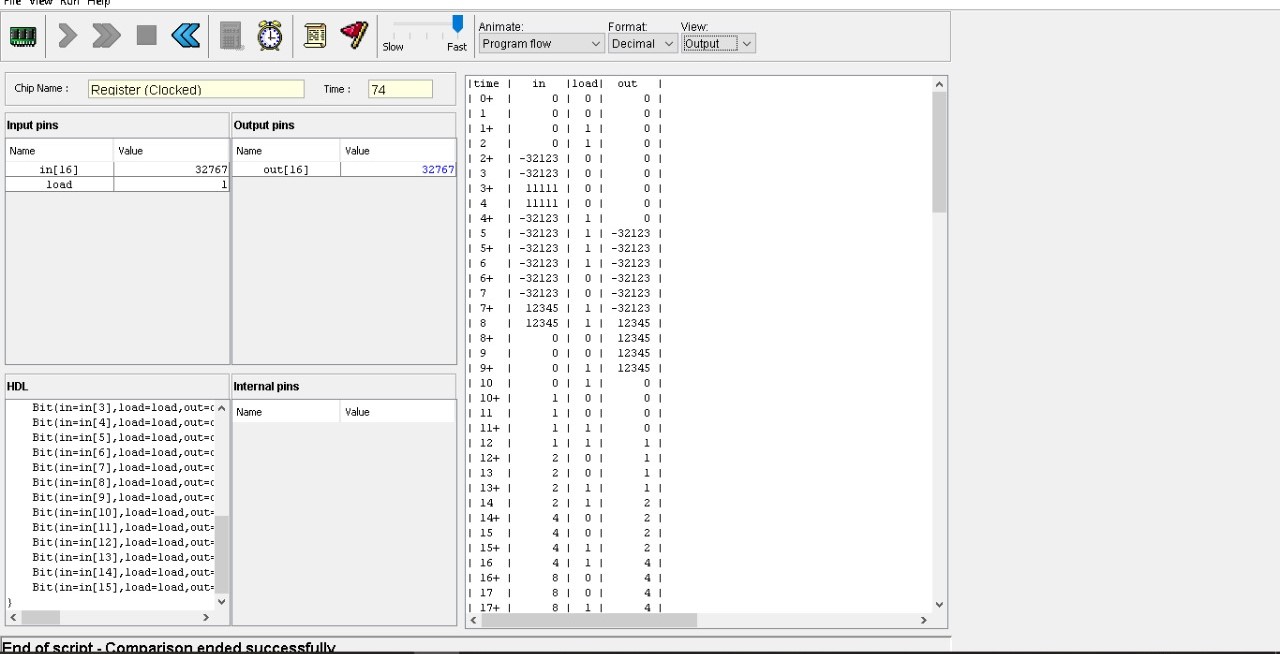 File View Run Help
Animate: Format: View:
Slow Fast Program flow Decimal Output
Chip Name : Register (Clocked) Time : 74
Input pins
Name Value
in[16] 32767
load 1
Output pins
Name Value
out[16] 32767
HDL
Bit(in=in[3],load=load,out=
Bit(in=in[4],load=load,out=
Bit(in=in[5],load=load,out=
Bit(in=in[6],load=load,out=
Bit(in=in[7],load=load,out=
Bit(in=in[8],load=load,out=
Bit(in=in[9],load=load,out=
Bit(in=in[10],load=load,out=
Bit(in=in[11],load=load,out=
Bit(in=in[12],load=load,out=
Bit(in=in[13],load=load,out=
Bit(in=in[14],load=load,out=
Bit(in=in[15],load=load,out=
}
Internal pins
Name Value
|time | in |load| out |
| 0+ | 0 | 0 | 0 |
| 1 | 0 | 0 | 0 |
| 1+ | 0 | 1 | 0 |
| 2 | 0 | 1 | 0 |
| 2+ | -32123 | 0 | 0 |
| 3 | -32123 | 0 | 0 |
| 3+ | 11111 | 0 | 0 |
| 4 | 11111 | 0 | 0 |
| 4+ | -32123 | 1 | 0 |
| 5 | -32123 | 1 | -32123 |
| 5+ | -32123 | 1 | -32123 |
| 6 | -32123 | 1 | -32123 |
| 6+ | -32123 | 0 | -32123 |
| 7 | -32123 | 0 | -32123 |
| 7+ | 12345 | 1 | -32123 |
| 8 | 12345 | 1 | 12345 |
| 8+ | 0 | 0 | 12345 |
| 9 | 0 | 0 | 12345 |
| 9+ | 0 | 1 | 12345 |
| 10 | 0 | 1 | 0 |
| 10+ | 1 | 0 | 0 |
| 11 | 1 | 0 | 0 |
| 11+ | 1 | 1 | 0 |
| 12 | 1 | 1 | 1 |
| 12+ | 2 | 0 | 1 |
| 13 | 2 | 0 | 1 |
| 13+ | 2 | 1 | 1 |
| 14 | 2 | 1 | 2 |
| 14+ | 4 | 0 | 2 |
| 15 | 4 | 0 | 2 |
| 15+ | 4 | 1 | 2 |
| 16 | 4 | 1 | 4 |
| 16+ | 8 | 0 | 4 |
| 17 | 8 | 0 | 4 |
| 17+ | 8 | 1 | 4 |
End of script - Comparison ended successfully